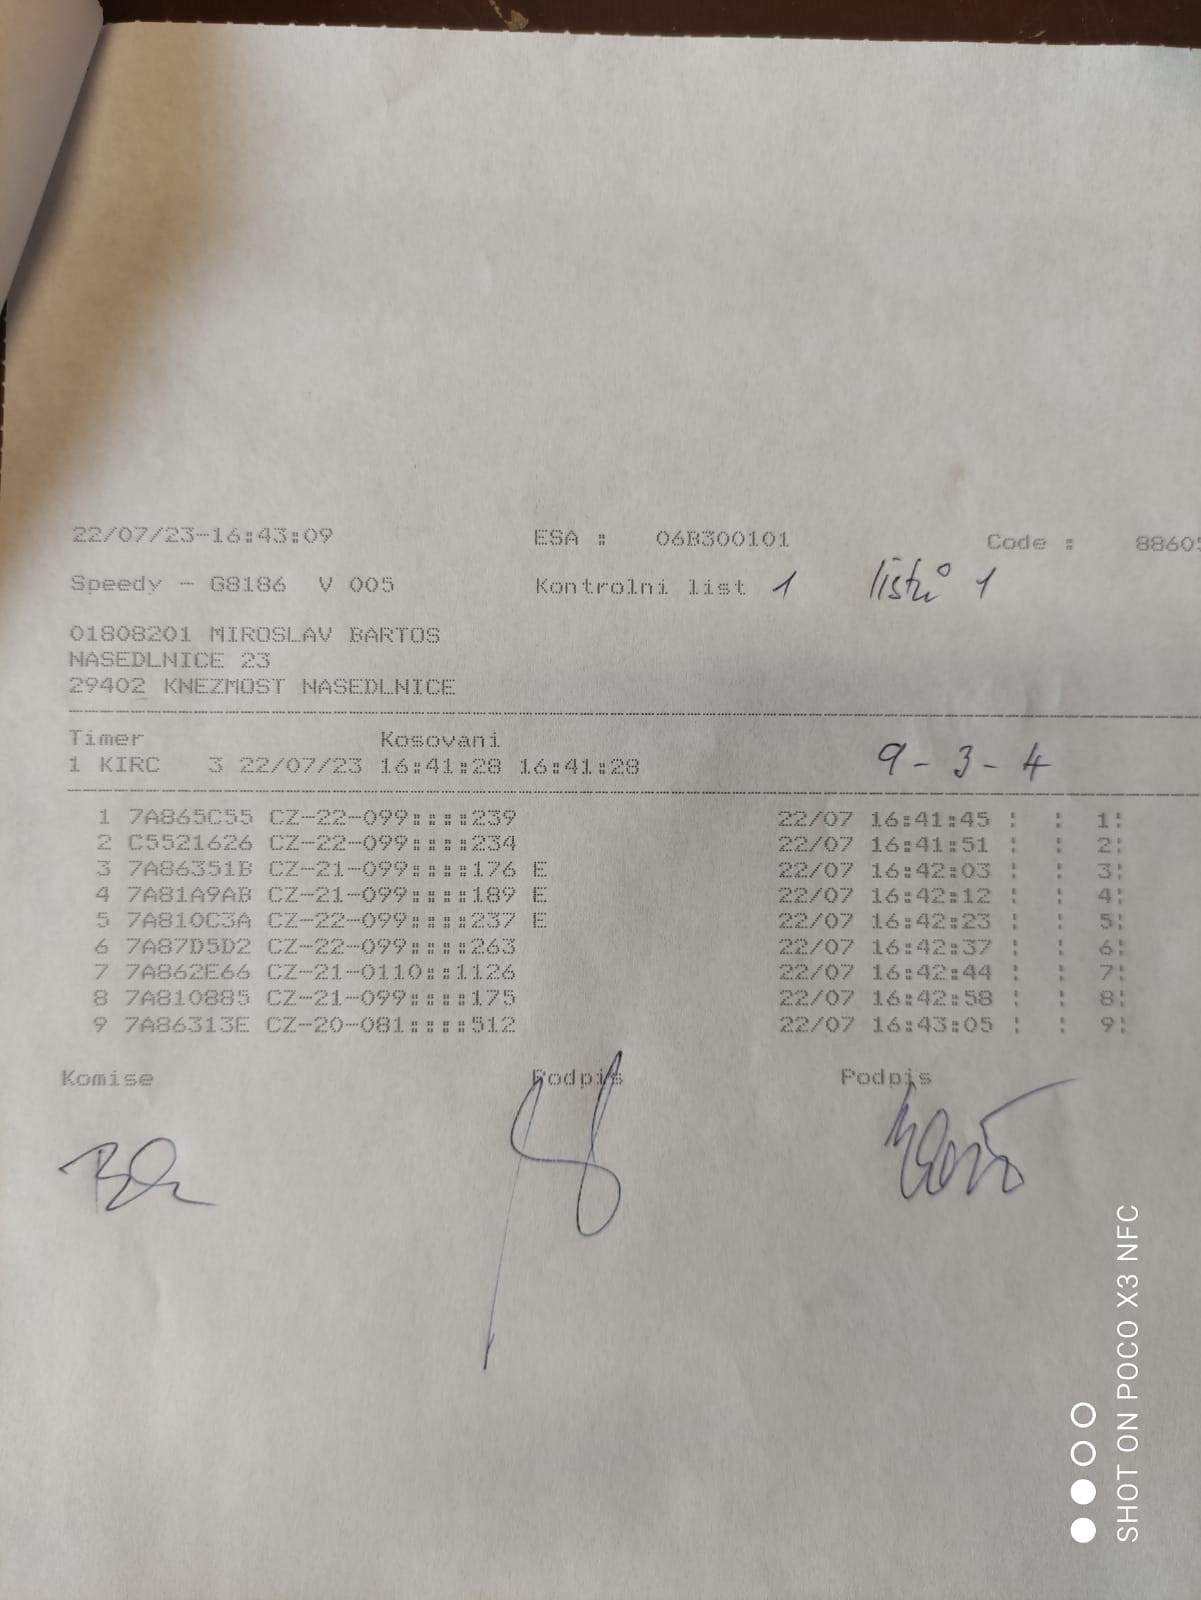 22/07/23-16:43:09 ESA : 06B300101 Code : 88605
Speedy - G8186 V 005 Kontrolni list 1 listů 1
01808201 MIROSLAV BARTOS
NASEDLNICE 23
29402 KNEZMOST NASEDLNICE
Timer Kosovani
1 KIRC 3 22/07/23 16:41:28 16:41:28 9-3-4
1 7A865C55 CZ-22-099::::239 22/07 16:41:45 : : 1:
2 C5521626 CZ-22-099::::234 22/07 16:41:51 : : 2:
3 7A86351B CZ-21-099::::176 E 22/07 16:42:03 : : 3:
4 7A81A9AB CZ-21-099::::189 E 22/07 16:42:12 : : 4:
5 7A810C3A CZ-22-099::::237 E 22/07 16:42:23 : : 5:
6 7A87D5D2 CZ-22-099::::263 22/07 16:42:37 : : 6:
7 7A862E66 CZ-21-0110::1126 22/07 16:42:44 : : 7:
8 7A810885 CZ-21-099::::175 22/07 16:42:58 : : 8:
9 7A86313E CZ-20-081::::512 22/07 16:43:05 : : 9:
Komise Podpis Podpis
SHOT ON POCO X3 NFC